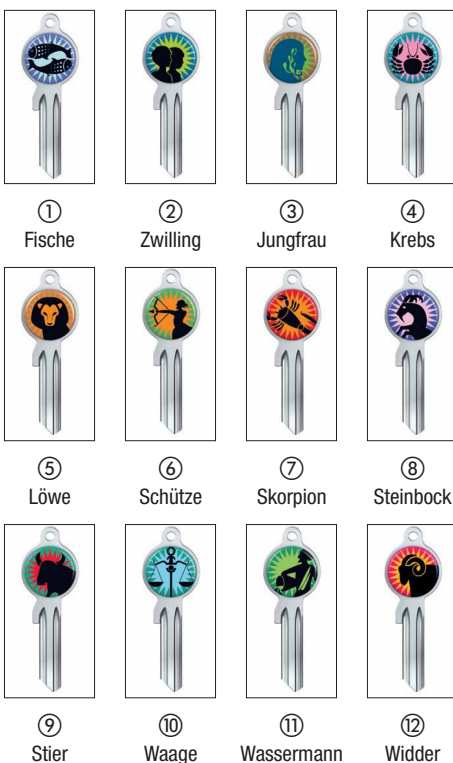 ①
Fische
②
Zwilling
③
Jungfrau
④
Krebs
⑤
Löwe
⑥
Schütze
⑦
Skorpion
⑧
Steinbock
⑨
Stier
⑩
Waage
⑪
Wassermann
⑫
Widder